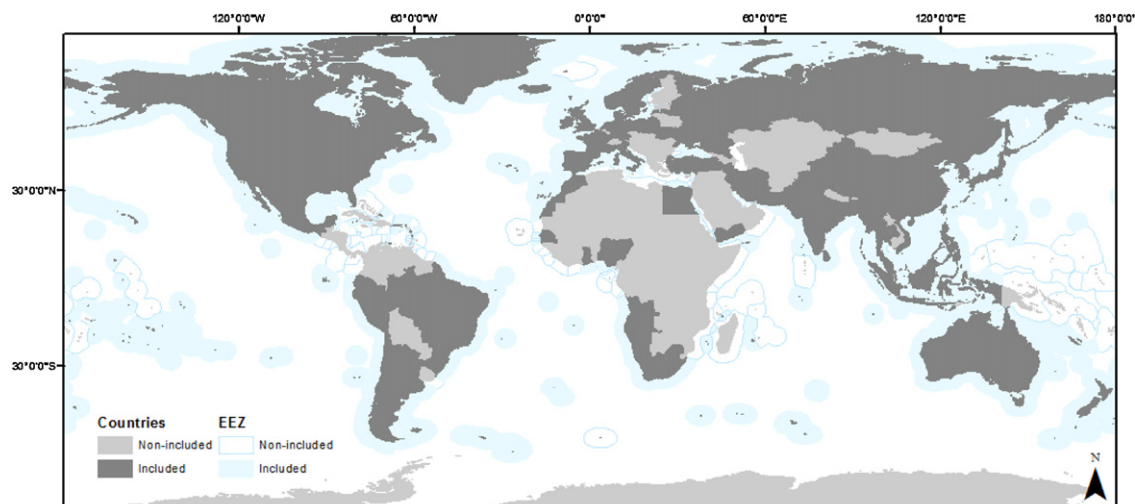 120°0'0"W 60°0'0"W 0°0'0" 60°0'0"E 120°0'0"E 180°0'0"
30°0'0"N
30°0'0"S
Countries EEZ
Non-included Non-included
Included Included
N